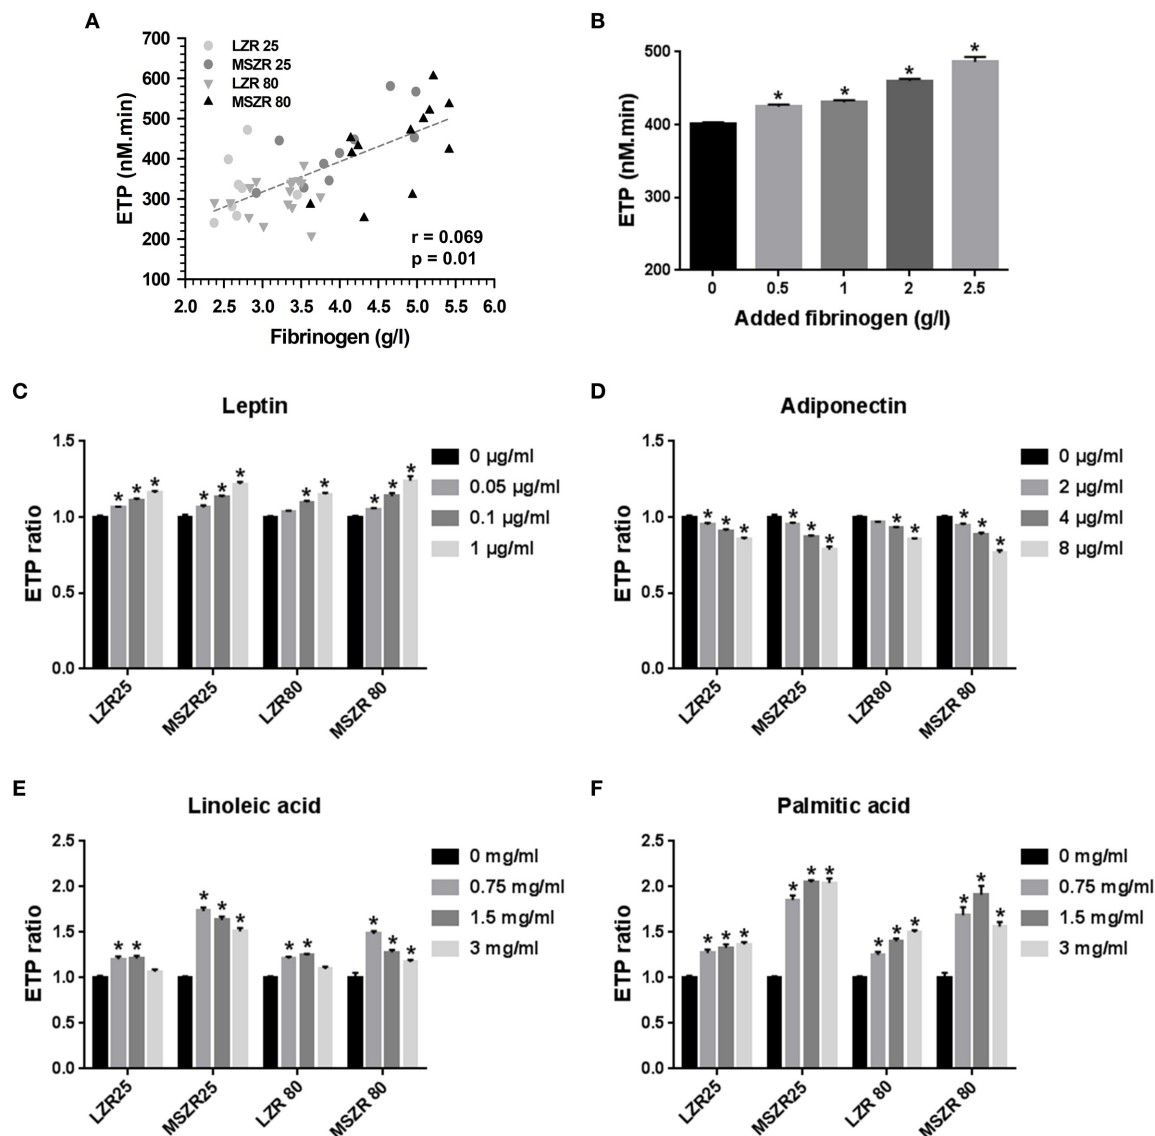 A
700
600
500
400
300
200
100
ETP (nM.min)
LZR 25
MSZR 25
LZR 80
MSZR 80
r = 0.069
p = 0.01
2.0 2.5 3.0 3.5 4.0 4.5 5.0 5.5 6.0
Fibrinogen (g/l)
B
500
400
300
200
ETP (nM.min)
* * * *
0 0.5 1 2 2.5
Added fibrinogen (g/l)
C
Leptin
1.5
1.0
0.5
0.0
ETP ratio
* * * * * * * * * * *
0 µg/ml
0.05 µg/ml
0.1 µg/ml
1 µg/ml
LZR25 MSZR25 LZR80 MSZR 80
D
Adiponectin
1.5
1.0
0.5
0.0
ETP ratio
* * * * * * * * * * *
0 µg/ml
2 µg/ml
4 µg/ml
8 µg/ml
LZR25 MSZR25 LZR80 MSZR 80
E
Linoleic acid
2.5
2.0
1.5
1.0
0.5
0.0
ETP ratio
* * * * * * * * * *
0 mg/ml
0.75 mg/ml
1.5 mg/ml
3 mg/ml
LZR25 MSZR25 LZR 80 MSZR 80
F
Palmitic acid
2.5
2.0
1.5
1.0
0.5
0.0
ETP ratio
* * * * * * * * * * * *
0 mg/ml
0.75 mg/ml
1.5 mg/ml
3 mg/ml
LZR25 MSZR25 LZR 80 MSZR 80